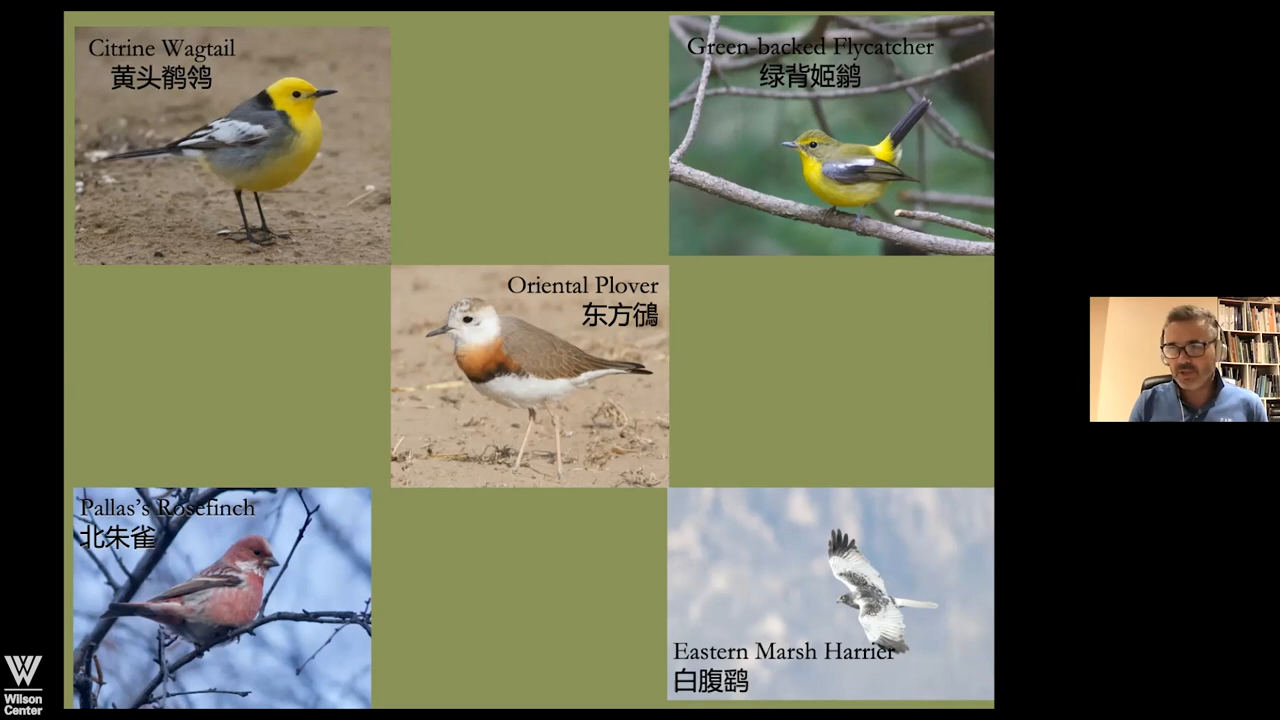 Citrine Wagtail
黄头鹡鸰
Green-backed Flycatcher
绿背姬鹟
Oriental Plover
东方鸻
Pallas's Rosefinch
北朱雀
Eastern Marsh Harrier
白腹鹞
W
Wilson
Center